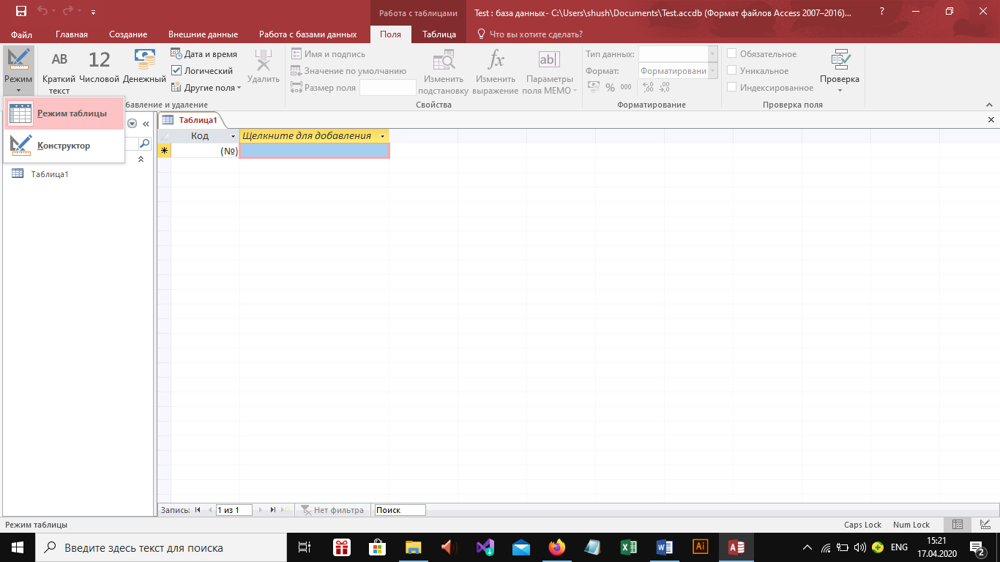 Работа с таблицами
Test : база данных- C:\Users\shush\Documents\Test.accdb (Формат файлов Access 2007–2016)...
?
Файл
Главная
Создание
Внешние данные
Работа с базами данных
Поля
Таблица
Что вы хотите сделать?
Режим
AB
Краткий
текст
12
Числовой
Денежный
Дата и время
Логический
Другие поля
Удалить
бавление и удаление
Имя и подпись
Значение по умолчанию
Размер поля
Изменить
подстановку
fx
Изменить
выражение
ab|
Параметры
поля МЕМО
Свойства
Тип данных:
Формат:
Форматировани
% 000
,00
Форматирование
Обязательное
Уникальное
Индексированное
Проверка
Проверка поля
Режим таблицы
Конструктор
Таблица1
Таблица1
Код
Щелкните для добавления
(№)
Запись:
1 из 1
Нет фильтра
Поиск
Режим таблицы
Caps Lock
Num Lock
Введите здесь текст для поиска
Ai
ENG
15:21
17.04.2020
2